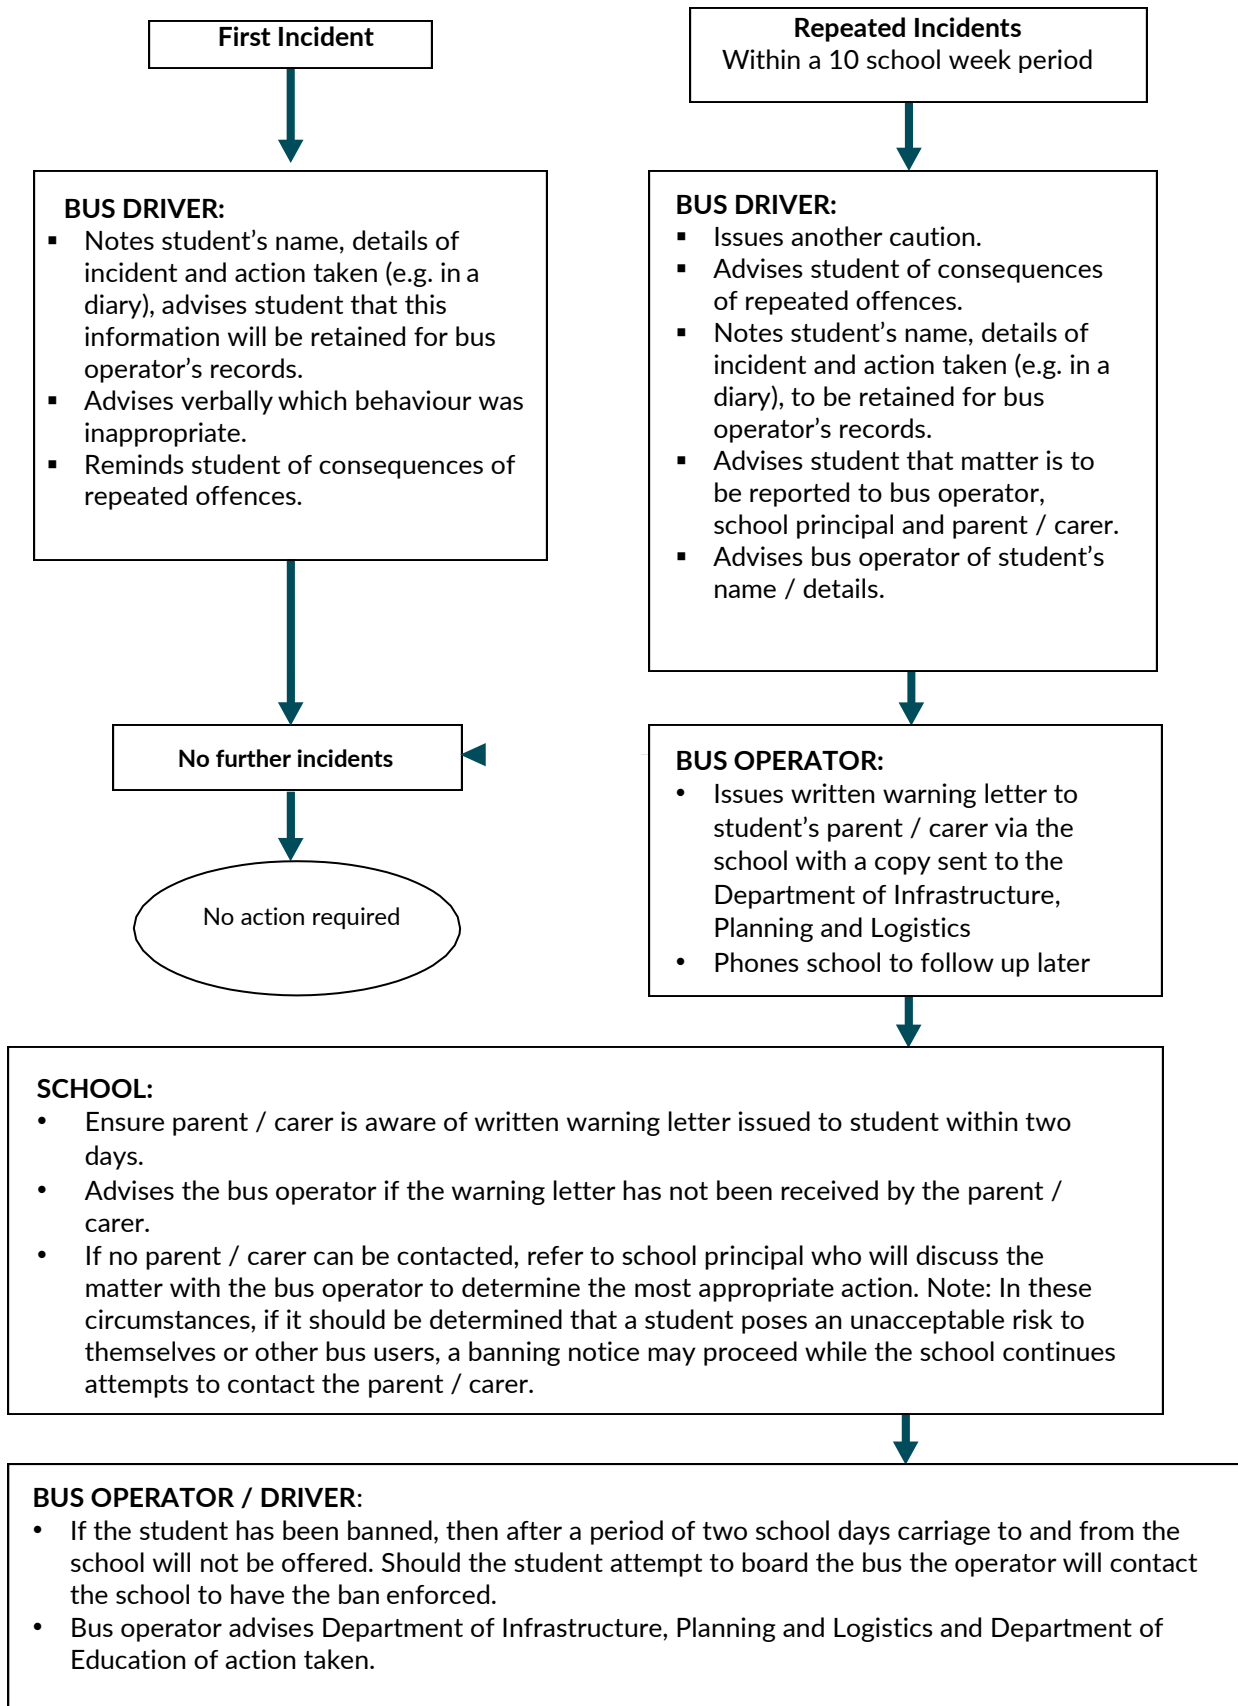 First Incident
BUS DRIVER:
▪ Notes student’s name, details of
incident and action taken (e.g. in a
diary), advises student that this
information will be retained for bus
operator’s records.
▪ Advises verbally which behaviour was
inappropriate.
▪ Reminds student of consequences of
repeated offences.
No further incidents
No action required
Repeated Incidents
Within a 10 school week period
BUS DRIVER:
▪ Issues another caution.
▪ Advises student of consequences
of repeated offences.
▪ Notes student’s name, details of
incident and action taken (e.g. in a
diary), to be retained for bus
operator’s records.
▪ Advises student that matter is to
be reported to bus operator,
school principal and parent / carer.
▪ Advises bus operator of student’s
name / details.
BUS OPERATOR:
• Issues written warning letter to
student’s parent / carer via the
school with a copy sent to the
Department of Infrastructure,
Planning and Logistics
• Phones school to follow up later
SCHOOL:
• Ensure parent / carer is aware of written warning letter issued to student within two
days.
• Advises the bus operator if the warning letter has not been received by the parent /
carer.
• If no parent / carer can be contacted, refer to school principal who will discuss the
matter with the bus operator to determine the most appropriate action. Note: In these
circumstances, if it should be determined that a student poses an unacceptable risk to
themselves or other bus users, a banning notice may proceed while the school continues
attempts to contact the parent / carer.
BUS OPERATOR / DRIVER:
• If the student has been banned, then after a period of two school days carriage to and from the
school will not be offered. Should the student attempt to board the bus the operator will contact
the school to have the ban enforced.
• Bus operator advises Department of Infrastructure, Planning and Logistics and Department of
Education of action taken.